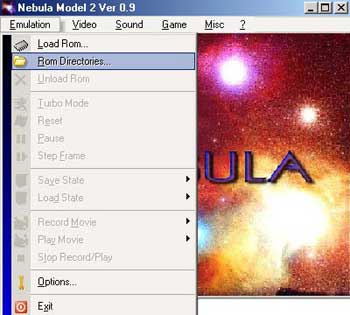 Nebula Model 2 Ver 0.9
Emulation Video Sound Game Misc ?
Load Rom...
Rom Directories...
Unload Rom
Turbo Mode
Reset
Pause
Step Frame
Save State
Load State
Record Movie
Play Movie
Stop Record/Play
Options...
Exit
BULA